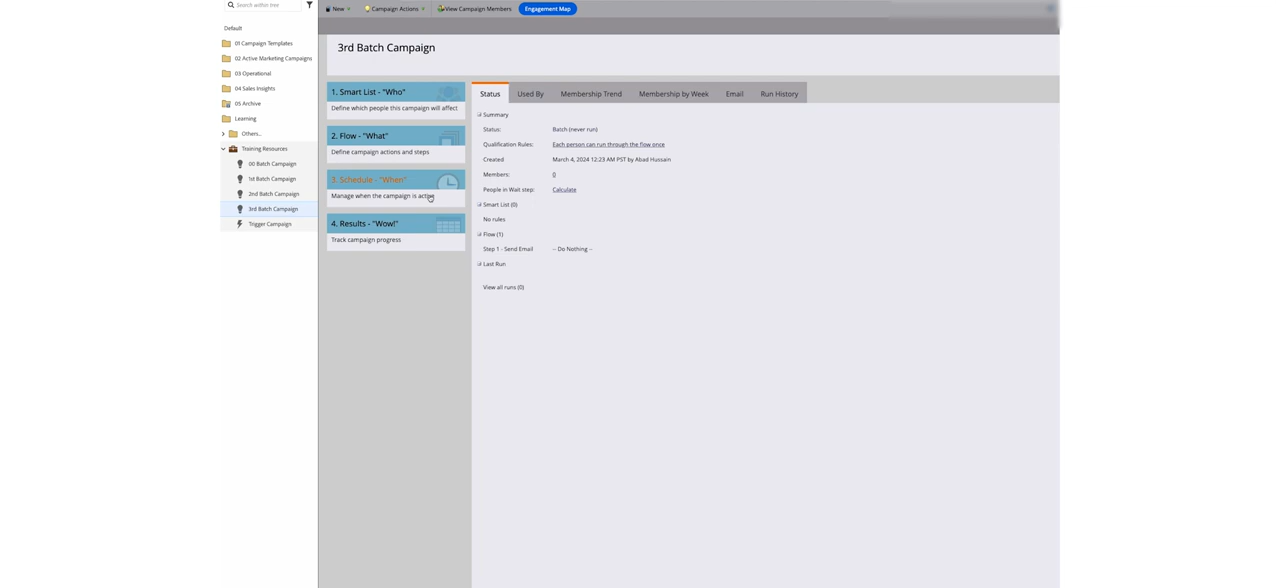 Search within tree
Default
01 Campaign Templates
02 Active Marketing Campaigns
03 Operational
04 Sales Insights
05 Archive
Learning
Others...
Training Resources
00 Batch Campaign
1st Batch Campaign
2nd Batch Campaign
3rd Batch Campaign
Trigger Campaign
New
Campaign Actions
View Campaign Members
Engagement Map
3rd Batch Campaign
1. Smart List - "Who"
Define which people this campaign will affect
2. Flow - "What"
Define campaign actions and steps
3. Schedule - "When"
Manage when the campaign is active
4. Results - "Wow!"
Track campaign progress
Status
Used By
Membership Trend
Membership by Week
Email
Run History
Summary
Status: Batch (never run)
Qualification Rules: Each person can run through the flow once
Created March 4, 2024 12:23 AM PST by Abad Hussain
Members: 0
People in Wait step: Calculate
Smart List (0)
No rules
Flow (1)
Step 1 - Send Email -- Do Nothing --
Last Run
View all runs (0)